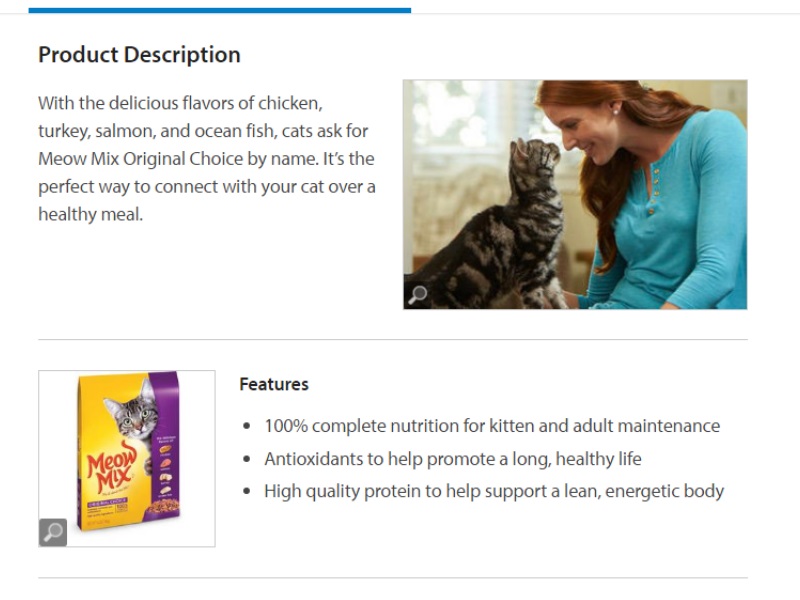 Product Description
With the delicious flavors of chicken,
turkey, salmon, and ocean fish, cats ask for
Meow Mix Original Choice by name. It’s the
perfect way to connect with your cat over a
healthy meal.
Features
• 100% complete nutrition for kitten and adult maintenance
• Antioxidants to help promote a long, healthy life
• High quality protein to help support a lean, energetic body
Meow
Mix